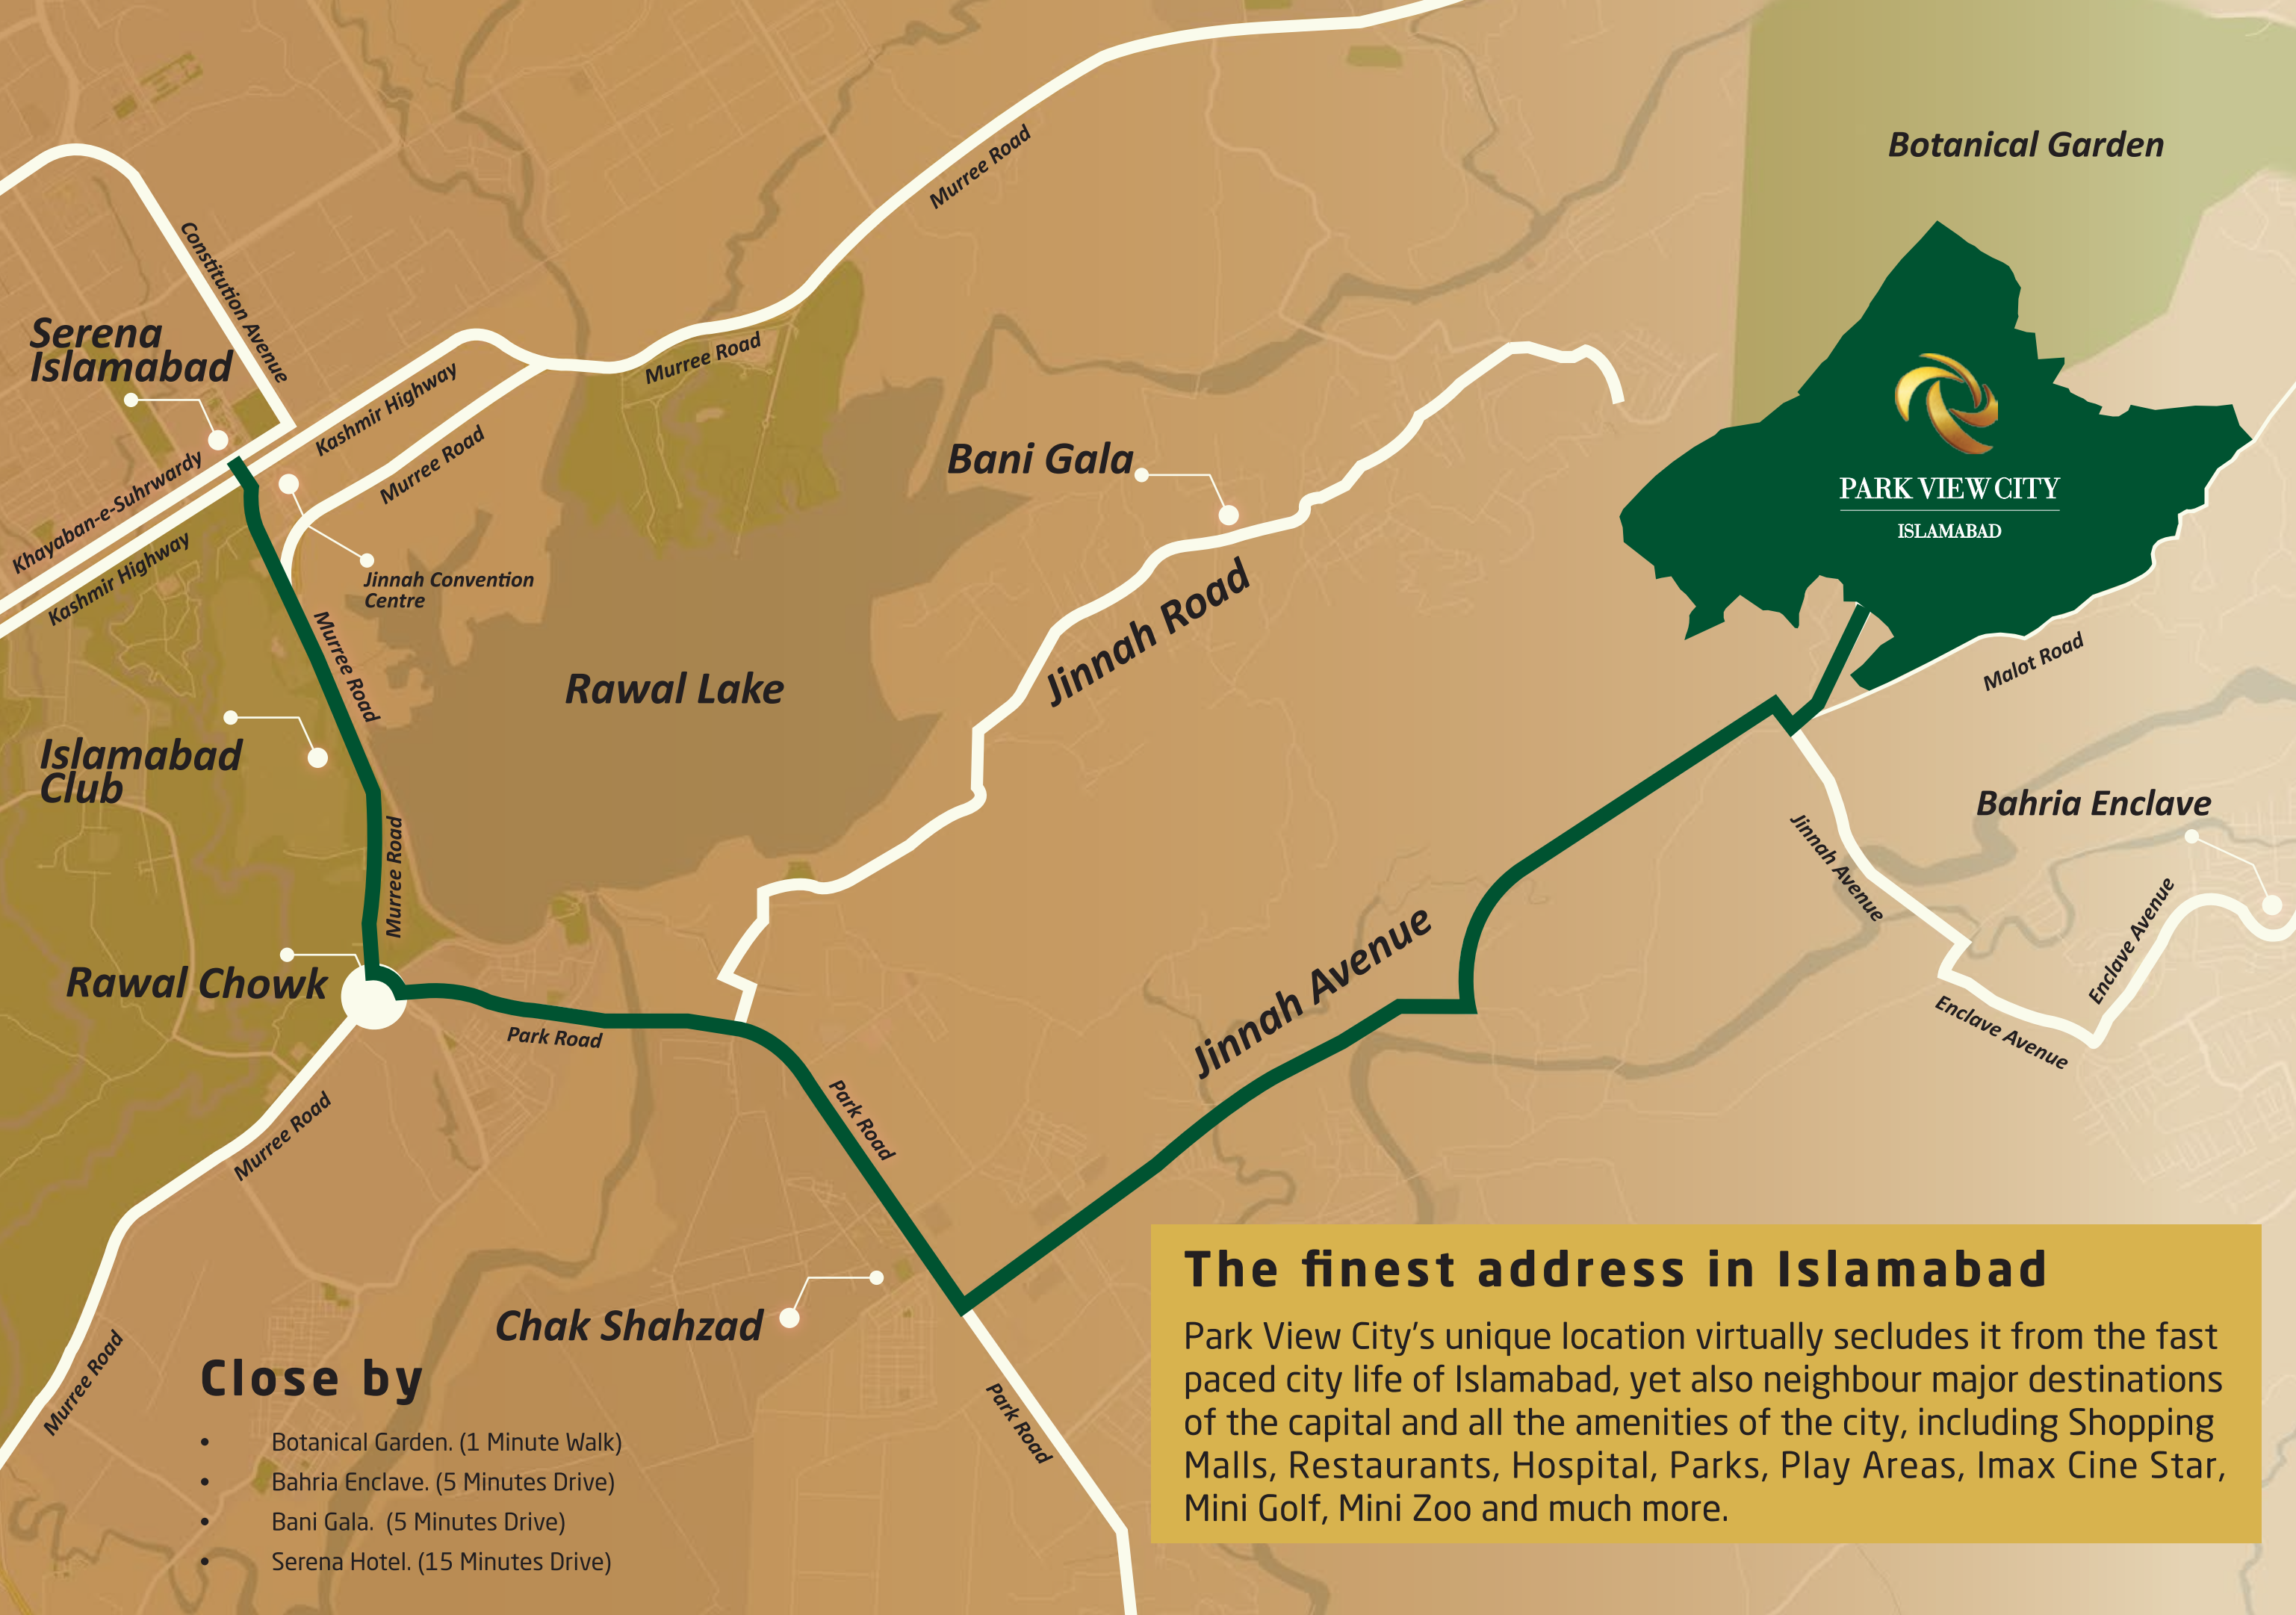 Botanical Garden
Murree Road
Constitution Avenue
Serena
Islamabad
Murree Road
Kashmir Highway
Murree Road
Khayaban-e-Suhrwardy
Kashmir Highway
Bani Gala
PARK VIEW CITY
ISLAMABAD
Jinnah Convention
Centre
Jinnah Road
Murree Road
Rawal Lake
Malot Road
Islamabad
Club
Bahria Enclave
Jinnah Avenue
Murree Road
Enclave Avenue
Rawal Chowk
Jinnah Avenue
Park Road
Enclave Avenue
Murree Road
Park Road
Chak Shahzad
Murree Road
Park Road
Close by
• Botanical Garden. (1 Minute Walk)
• Bahria Enclave. (5 Minutes Drive)
• Bani Gala. (5 Minutes Drive)
• Serena Hotel. (15 Minutes Drive)
The finest address in Islamabad
Park View City's unique location virtually secludes it from the fast
paced city life of Islamabad, yet also neighbour major destinations
of the capital and all the amenities of the city, including Shopping
Malls, Restaurants, Hospital, Parks, Play Areas, Imax Cine Star,
Mini Golf, Mini Zoo and much more.